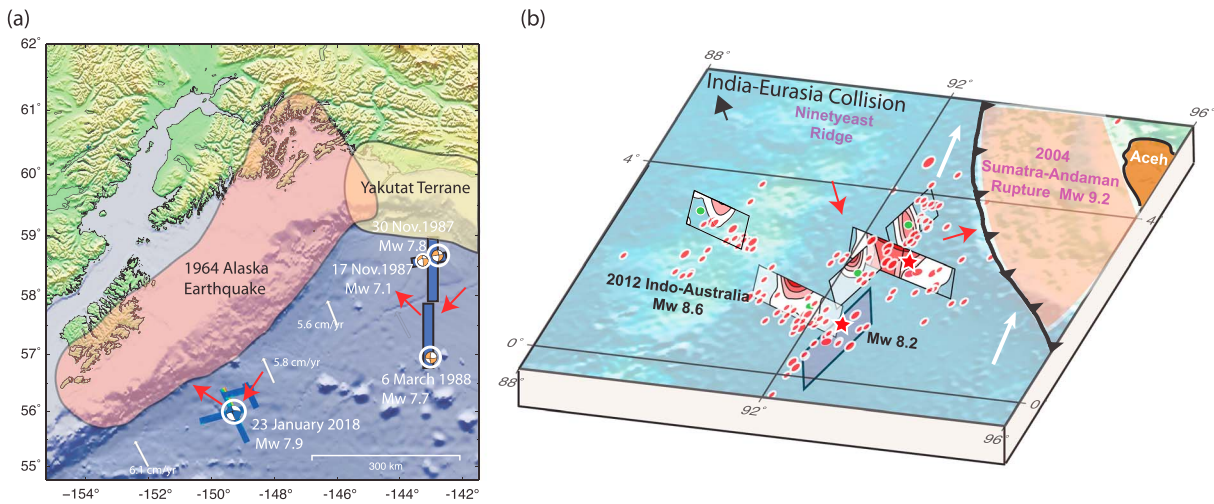 (a)
62°
61°
60°
59°
58°
57°
56°
55°
−154°
-152°
-150°
-148°
-146°
-144°
-142°
Yakutat Terrane
30 Nov.1987
Mw 7.8
17 Nov.1987
Mw 7.1
1964 Alaska
Earthquake
5.6 cm/yr
5.8 cm/yr
6 March 1988
Mw 7.7
23 January 2018
Mw 7.9
6.1 cm/yr
300 km
(b)
88°
92°
96°
India-Eurasia Collision
Ninetyeast
Ridge
4°
2004
Sumatra-Andaman
Rupture Mw 9.2
Aceh
4°
2012 Indo-Australia
Mw 8.6
Mw 8.2
0°
88°
92°
0°
96°